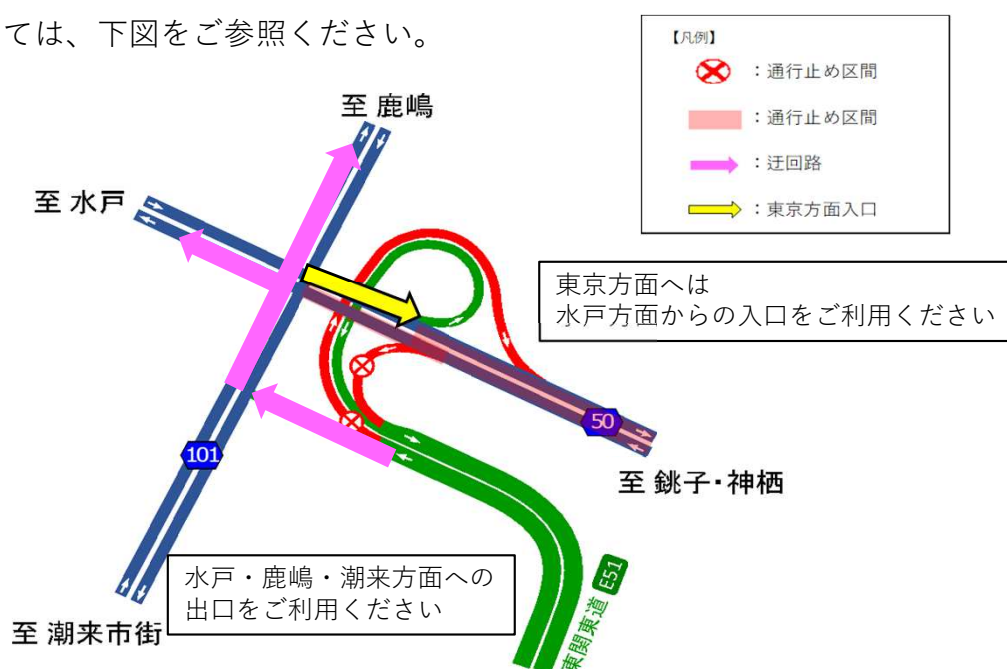 ては、下図をご参照ください。
【凡例】
：通行止め区間
：通行止め区間
：迂回路
：東京方面入口
至 鹿嶋
至 水戸
東京方面へは
水戸方面からの入口をご利用ください
50
101
至 銚子・神栖
水戸・鹿嶋・潮来方面への
出口をご利用ください
至 潮来市街
東関東道 E51